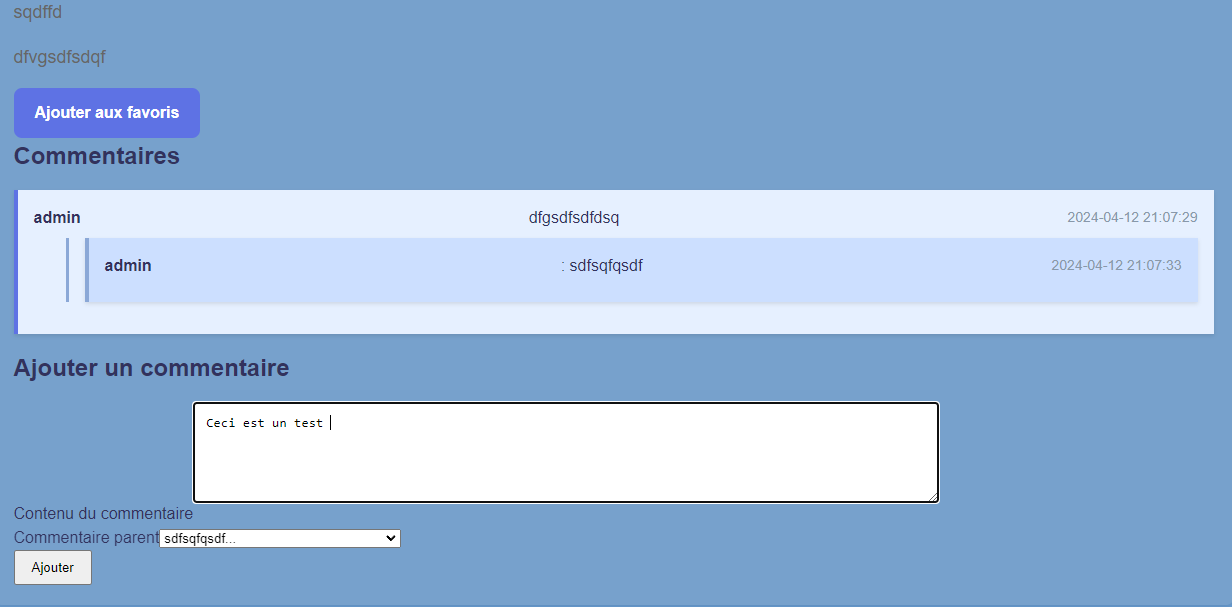 sqdffd
dfvgsdfsdqf
Ajouter aux favoris
Commentaires
admin dfgsdfsdfdsq 2024-04-12 21:07:29
admin : sdfsqfqsdf 2024-04-12 21:07:33
Ajouter un commentaire
Ceci est un test
Contenu du commentaire
Commentaire parent sdfsqfqsdf...
Ajouter